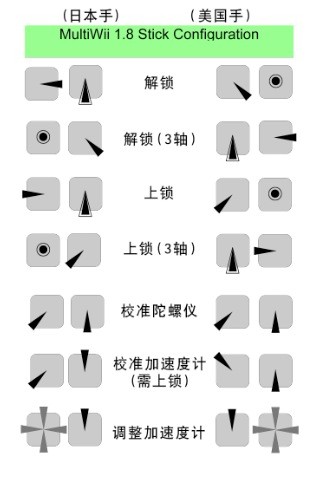 (日本手) (美国手)
MultiWii 1.8 Stick Configuration
解锁
解锁(3轴)
上锁
上锁(3轴)
校准陀螺仪
校准加速度计
(需上锁)
调整加速度计